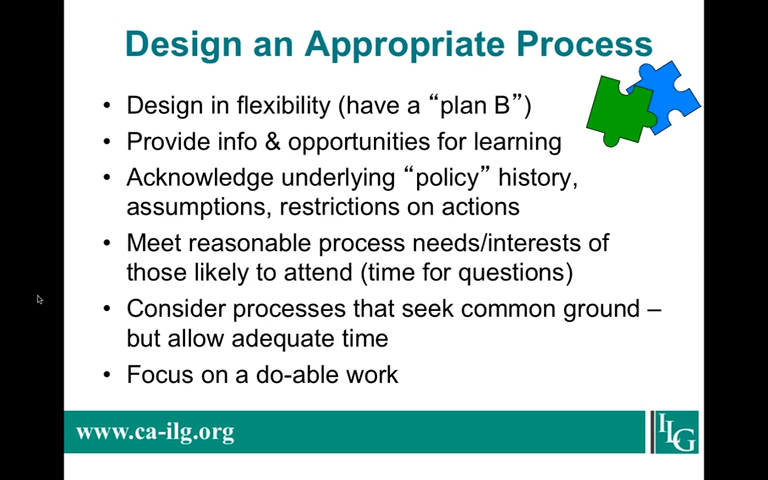 Design an Appropriate Process
• Design in flexibility (have a “plan B”)
• Provide info & opportunities for learning
• Acknowledge underlying “policy” history,
assumptions, restrictions on actions
• Meet reasonable process needs/interests of
those likely to attend (time for questions)
• Consider processes that seek common ground –
but allow adequate time
• Focus on a do-able work
www.ca-ilg.org
ILG